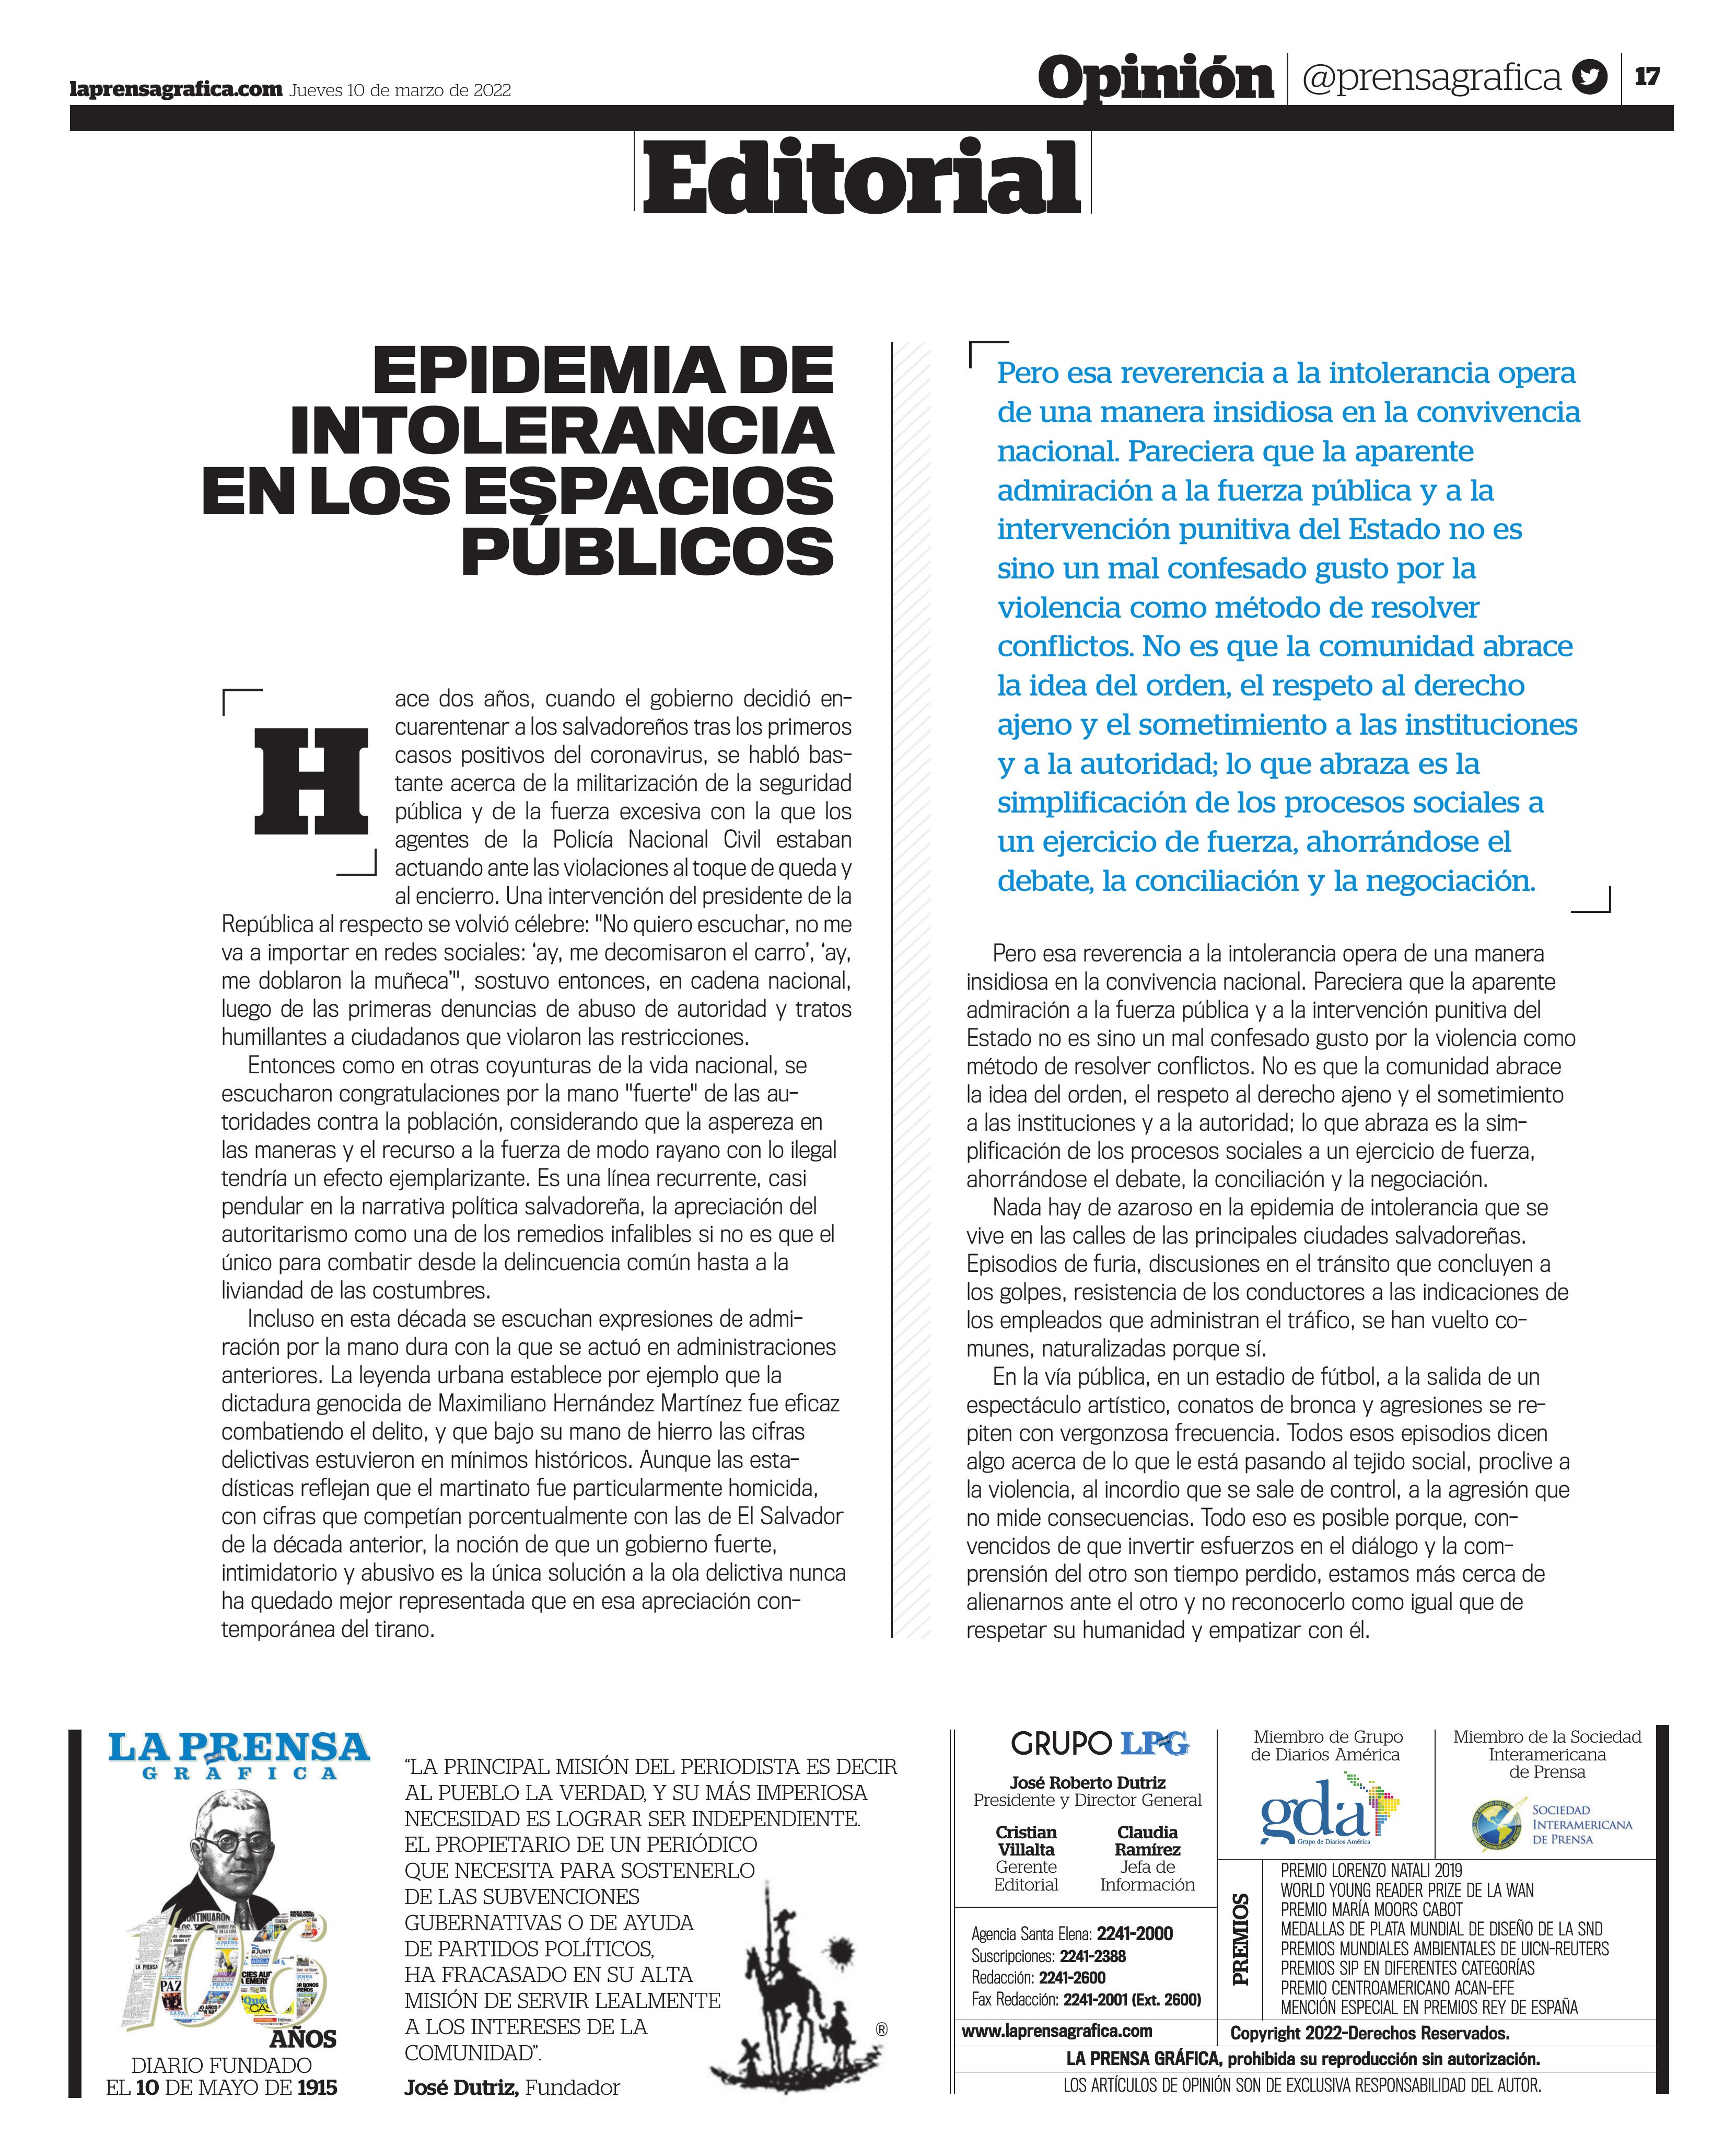 laprensagrafica.com Jueves 10 de marzo de 2022
Opinión @prensagrafica 17
Editorial
EPIDEMIA DE
INTOLERANCIA
EN LOS ESPACIOS
PÚBLICOS
H
ace dos años, cuando el gobierno decidió en-
cuarentenar a los salvadoreños tras los primeros
casos positivos del coronavirus, se habló bas-
tante acerca de la militarización de la seguridad
pública y de la fuerza excesiva con la que los
agentes de la Policía Nacional Civil estaban
actuando ante las violaciones al toque de queda y
al encierro. Una intervención del presidente de la
República al respecto se volvió célebre: "No quiero escuchar, no me
va a importar en redes sociales: ‘ay, me decomisaron el carro’, ‘ay,
me doblaron la muñeca’", sostuvo entonces, en cadena nacional,
luego de las primeras denuncias de abuso de autoridad y tratos
humillantes a ciudadanos que violaron las restricciones.
Entonces como en otras coyunturas de la vida nacional, se
escucharon congratulaciones por la mano "fuerte" de las au-
toridades contra la población, considerando que la aspereza en
las maneras y el recurso a la fuerza de modo rayano con lo ilegal
tendría un efecto ejemplarizante. Es una línea recurrente, casi
pendular en la narrativa política salvadoreña, la apreciación del
autoritarismo como una de los remedios infalibles si no es que el
único para combatir desde la delincuencia común hasta a la
liviandad de las costumbres.
Incluso en esta década se escuchan expresiones de admi-
ración por la mano dura con la que se actuó en administraciones
anteriores. La leyenda urbana establece por ejemplo que la
dictadura genocida de Maximiliano Hernández Martínez fue eficaz
combatiendo el delito, y que bajo su mano de hierro las cifras
delictivas estuvieron en mínimos históricos. Aunque las esta-
dísticas reflejan que el martinato fue particularmente homicida,
con cifras que competían porcentualmente con las de El Salvador
de la década anterior, la noción de que un gobierno fuerte,
intimidatorio y abusivo es la única solución a la ola delictiva nunca
ha quedado mejor representada que en esa apreciación con-
temporánea del tirano.
Pero esa reverencia a la intolerancia opera
de una manera insidiosa en la convivencia
nacional. Pareciera que la aparente
admiración a la fuerza pública y a la
intervención punitiva del Estado no es
sino un mal confesado gusto por la
violencia como método de resolver
conflictos. No es que la comunidad abrace
la idea del orden, el respeto al derecho
ajeno y el sometimiento a las instituciones
y a la autoridad; lo que abraza es la
simplificación de los procesos sociales a
un ejercicio de fuerza, ahorrándose el
debate, la conciliación y la negociación.
Pero esa reverencia a la intolerancia opera de una manera
insidiosa en la convivencia nacional. Pareciera que la aparente
admiración a la fuerza pública y a la intervención punitiva del
Estado no es sino un mal confesado gusto por la violencia como
método de resolver conflictos. No es que la comunidad abrace
la idea del orden, el respeto al derecho ajeno y el sometimiento
a las instituciones y a la autoridad; lo que abraza es la sim-
plificación de los procesos sociales a un ejercicio de fuerza,
ahorrándose el debate, la conciliación y la negociación.
Nada hay de azaroso en la epidemia de intolerancia que se
vive en las calles de las principales ciudades salvadoreñas.
Episodios de furia, discusiones en el tránsito que concluyen a
los golpes, resistencia de los conductores a las indicaciones de
los empleados que administran el tráfico, se han vuelto co-
munes, naturalizadas porque sí.
En la vía pública, en un estadio de fútbol, a la salida de un
espectáculo artístico, conatos de bronca y agresiones se re-
piten con vergonzosa frecuencia. Todos esos episodios dicen
algo acerca de lo que le está pasando al tejido social, proclive a
la violencia, al incordio que se sale de control, a la agresión que
no mide consecuencias. Todo eso es posible porque, con-
vencidos de que invertir esfuerzos en el diálogo y la com-
prensión del otro son tiempo perdido, estamos más cerca de
alienarnos ante el otro y no reconocerlo como igual que de
respetar su humanidad y empatizar con él.
LA PRENSA
GRÁFICA
106
AÑOS
DIARIO FUNDADO
EL 10 DE MAYO DE 1915
“LA PRINCIPAL MISIÓN DEL PERIODISTA ES DECIR
AL PUEBLO LA VERDAD, Y SU MÁS IMPERIOSA
NECESIDAD ES LOGRAR SER INDEPENDIENTE.
EL PROPIETARIO DE UN PERIÓDICO
QUE NECESITA PARA SOSTENERLO
DE LAS SUBVENCIONES
GUBERNATIVAS O DE AYUDA
DE PARTIDOS POLÍTICOS,
HA FRACASADO EN SU ALTA
MISIÓN DE SERVIR LEALMENTE
A LOS INTERESES DE LA
COMUNIDAD”.
José Dutriz, Fundador
®
GRUPO LPG
José Roberto Dutriz
Presidente y Director General
Cristian
Villalta
Gerente
Editorial
Claudia
Ramírez
Jefa de
Información
Agencia Santa Elena: 2241-2000
Suscripciones: 2241-2388
Redacción: 2241-2600
Fax Redacción: 2241-2001 (Ext. 2600)
www.laprensagrafica.com
Miembro de Grupo
de Diarios América
gda
Grupo de Diarios América
Miembro de la Sociedad
Interamericana
de Prensa
SOCIEDAD
INTERAMERICANA
DE PRENSA
PREMIOS
PREMIO LORENZO NATALI 2019
WORLD YOUNG READER PRIZE DE LA WAN
PREMIO MARÍA MOORS CABOT
MEDALLAS DE PLATA MUNDIAL DE DISEÑO DE LA SND
PREMIOS MUNDIALES AMBIENTALES DE UICN-REUTERS
PREMIOS SIP EN DIFERENTES CATEGORÍAS
PREMIO CENTROAMERICANO ACAN-EFE
MENCIÓN ESPECIAL EN PREMIOS REY DE ESPAÑA
Copyright 2022-Derechos Reservados.
LA PRENSA GRÁFICA, prohibida su reproducción sin autorización.
LOS ARTÍCULOS DE OPINIÓN SON DE EXCLUSIVA RESPONSABILIDAD DEL AUTOR.